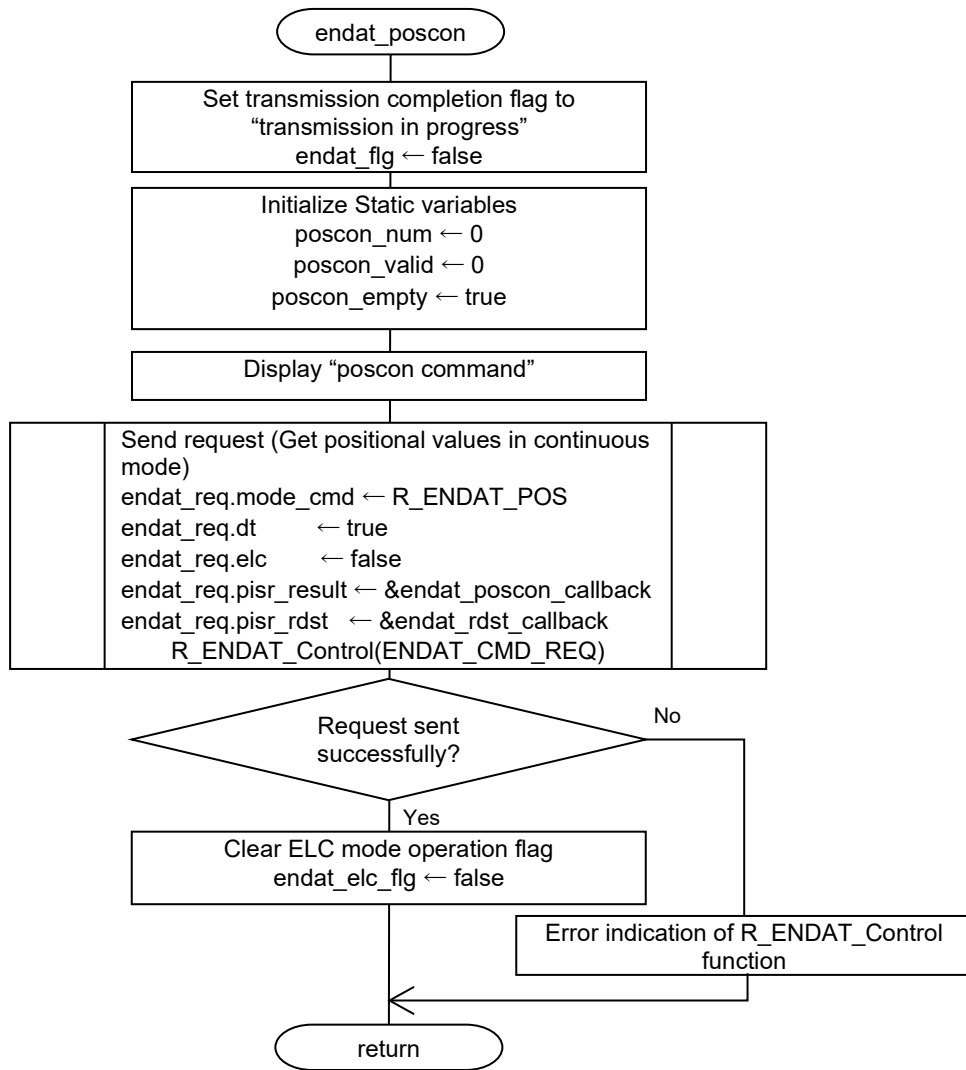 endat_poscon
Set transmission completion flag to
“transmission in progress”
endat_flg ← false
Initialize Static variables
poscon_num ← 0
poscon_valid ← 0
poscon_empty ← true
Display “poscon command”
Send request (Get positional values in continuous
mode)
endat_req.mode_cmd ← R_ENDAT_POS
endat_req.dt ← true
endat_req.elc ← false
endat_req.pisr_result ← &endat_poscon_callback
endat_req.pisr_rdst ← &endat_rdst_callback
R_ENDAT_Control(ENDAT_CMD_REQ)
Request sent
successfully?
No
Yes
Clear ELC mode operation flag
endat_elc_flg ← false
Error indication of R_ENDAT_Control
function
return